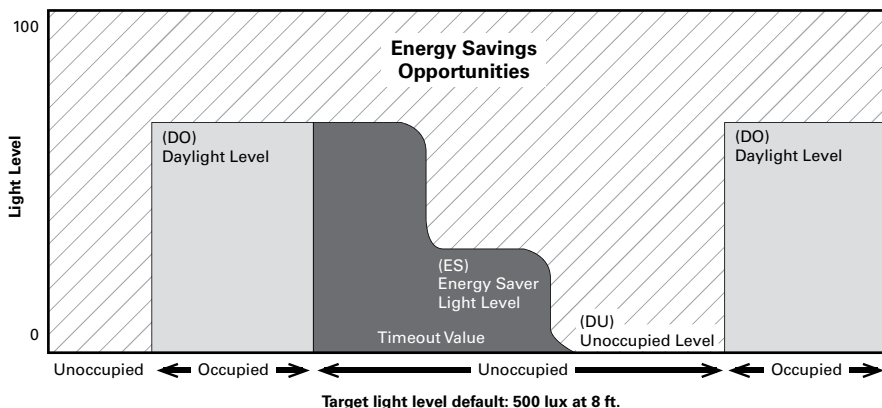 100
Energy Savings
Opportunities
(DO)
Daylight Level
(DO)
Daylight Level
Light Level
(ES)
Energy Saver
Light Level
(DU)
Unoccupied Level
Timeout Value
0
Unoccupied
Occupied
Unoccupied
Occupied
Target light level default: 500 lux at 8 ft.